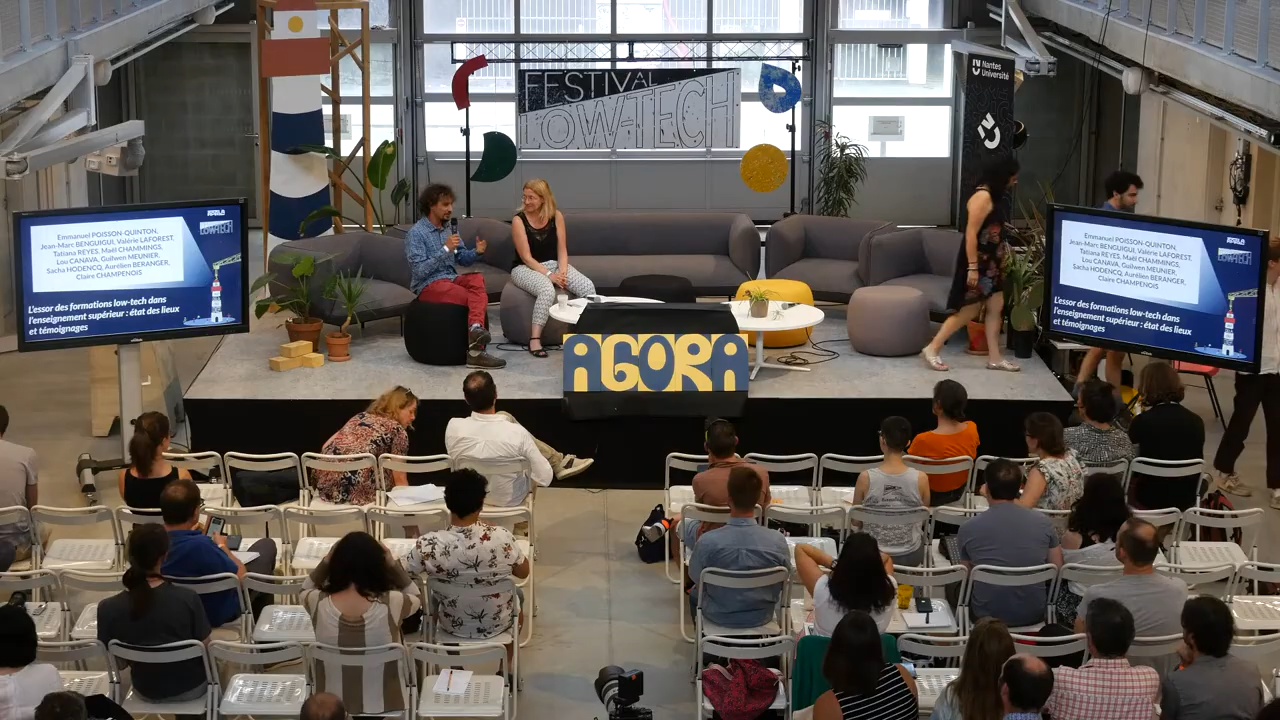 FESTIVAL
LOW-TECH
Nantes
Université
Emmanuel POISSON-QUINTON,
Jean-Marc BENGUIGUI, Valérie LAFOREST,
Tatiana REYES, Maël CHAMMINGS,
Lou CANAVA, Guilwen MEUNIER,
Sacha HODENCQ, Aurélien BERANGER,
Claire CHAMPENOIS
LOW-TECH
L'essor des formations low-tech dans
l'enseignement supérieur : état des lieux
et témoignages
Emmanuel POISSON-QUINTON,
Jean-Marc BENGUIGUI, Valérie LAFOREST,
Tatiana REYES, Maël CHAMMINGS,
Lou CANAVA, Guilwen MEUNIER,
Sacha HODENCQ, Aurélien BERANGER,
Claire CHAMPENOIS
LOW-TECH
L'essor des formations low-tech dans
l'enseignement supérieur : état des lieux
et témoignages
AGORA